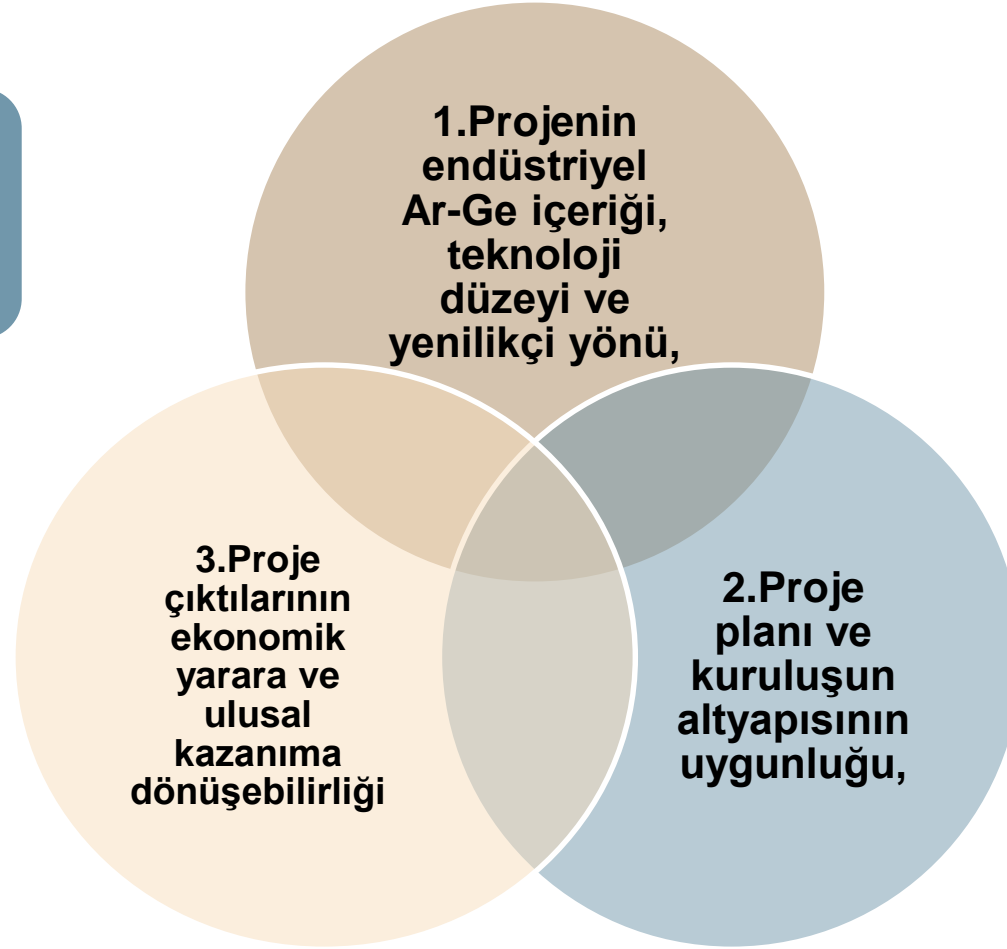 1.Projenin
endüstriyel
Ar-Ge içeriği,
teknoloji
düzeyi ve
yenilikçi yönü,
2.Proje
planı ve
kuruluşun
altyapısının
uygunluğu,
3.Proje
çıktılarının
ekonomik
yarara ve
ulusal
kazanıma
dönüşebilirliği